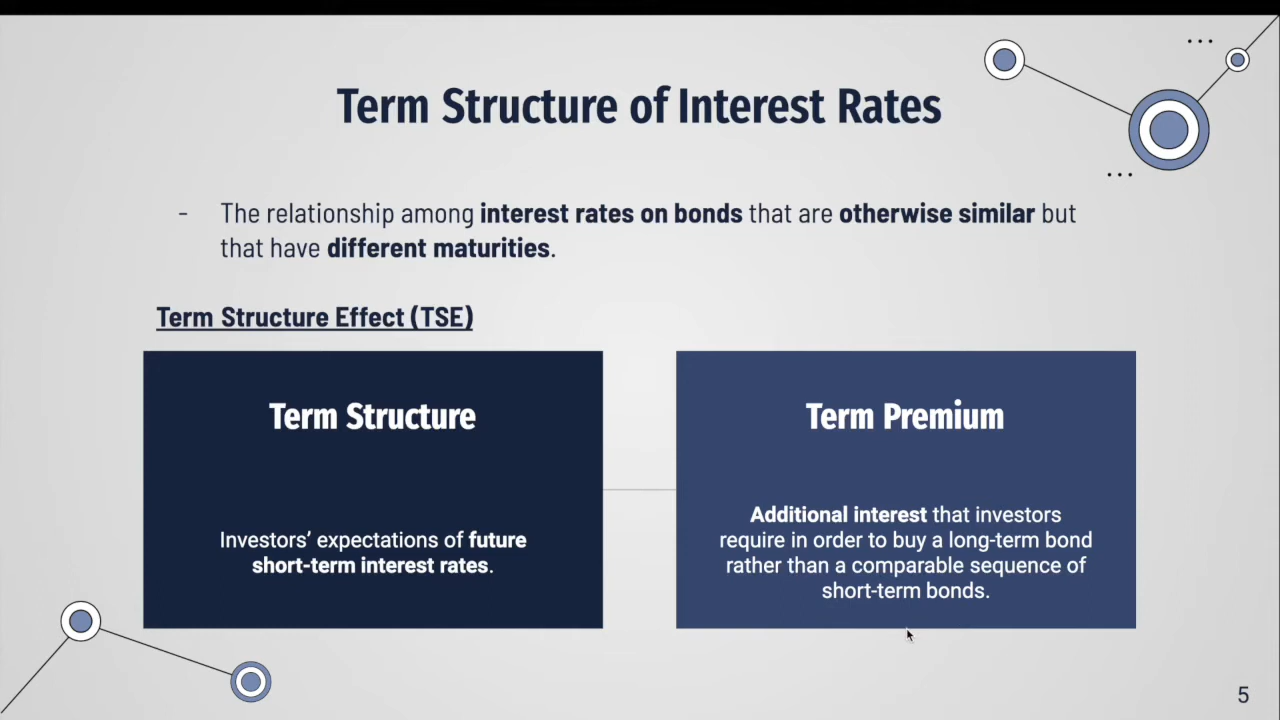 Term Structure of Interest Rates
- The relationship among interest rates on bonds that are otherwise similar but
that have different maturities.
Term Structure Effect (TSE)
Term Structure
Investors’ expectations of future
short-term interest rates.
Term Premium
Additional interest that investors
require in order to buy a long-term bond
rather than a comparable sequence of
short-term bonds.
5